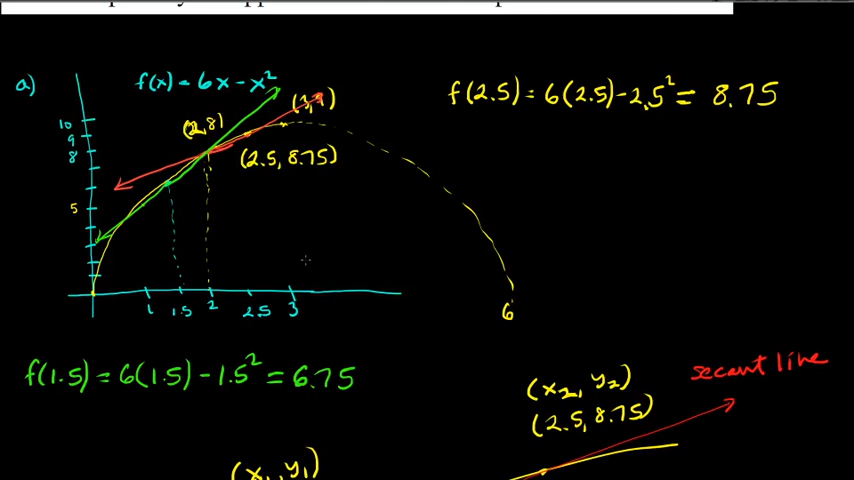 a)
f(x) = 6x - x²
f(2.5) = 6(2.5) - 2.5² = 8.75
(2,8)
(2.5, 8.75)
10
9
8
5
1 1.5 2 2.5 3
6
f(1.5) = 6(1.5) - 1.5² = 6.75
secant line
(x₂, y₂)
(2.5, 8.75)
(x₁, y₁)